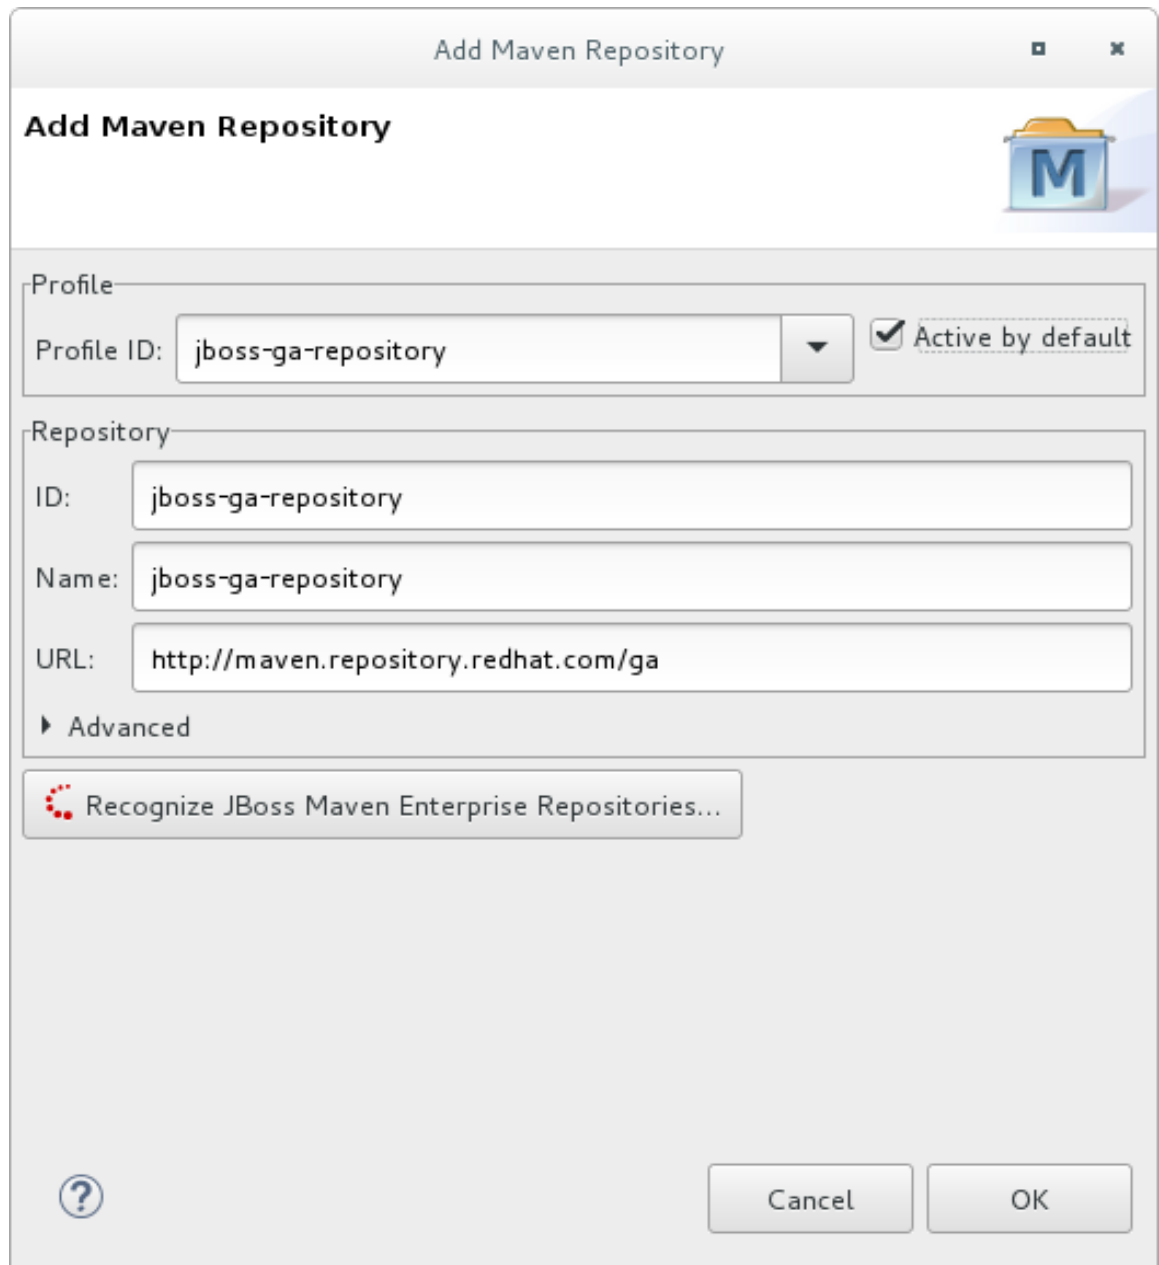 Add Maven Repository
Add Maven Repository
M
Profile
Profile ID: jboss-ga-repository Active by default
Repository
ID: jboss-ga-repository
Name: jboss-ga-repository
URL: http://maven.repository.redhat.com/ga
Advanced
Recognize JBoss Maven Enterprise Repositories...
? Cancel OK